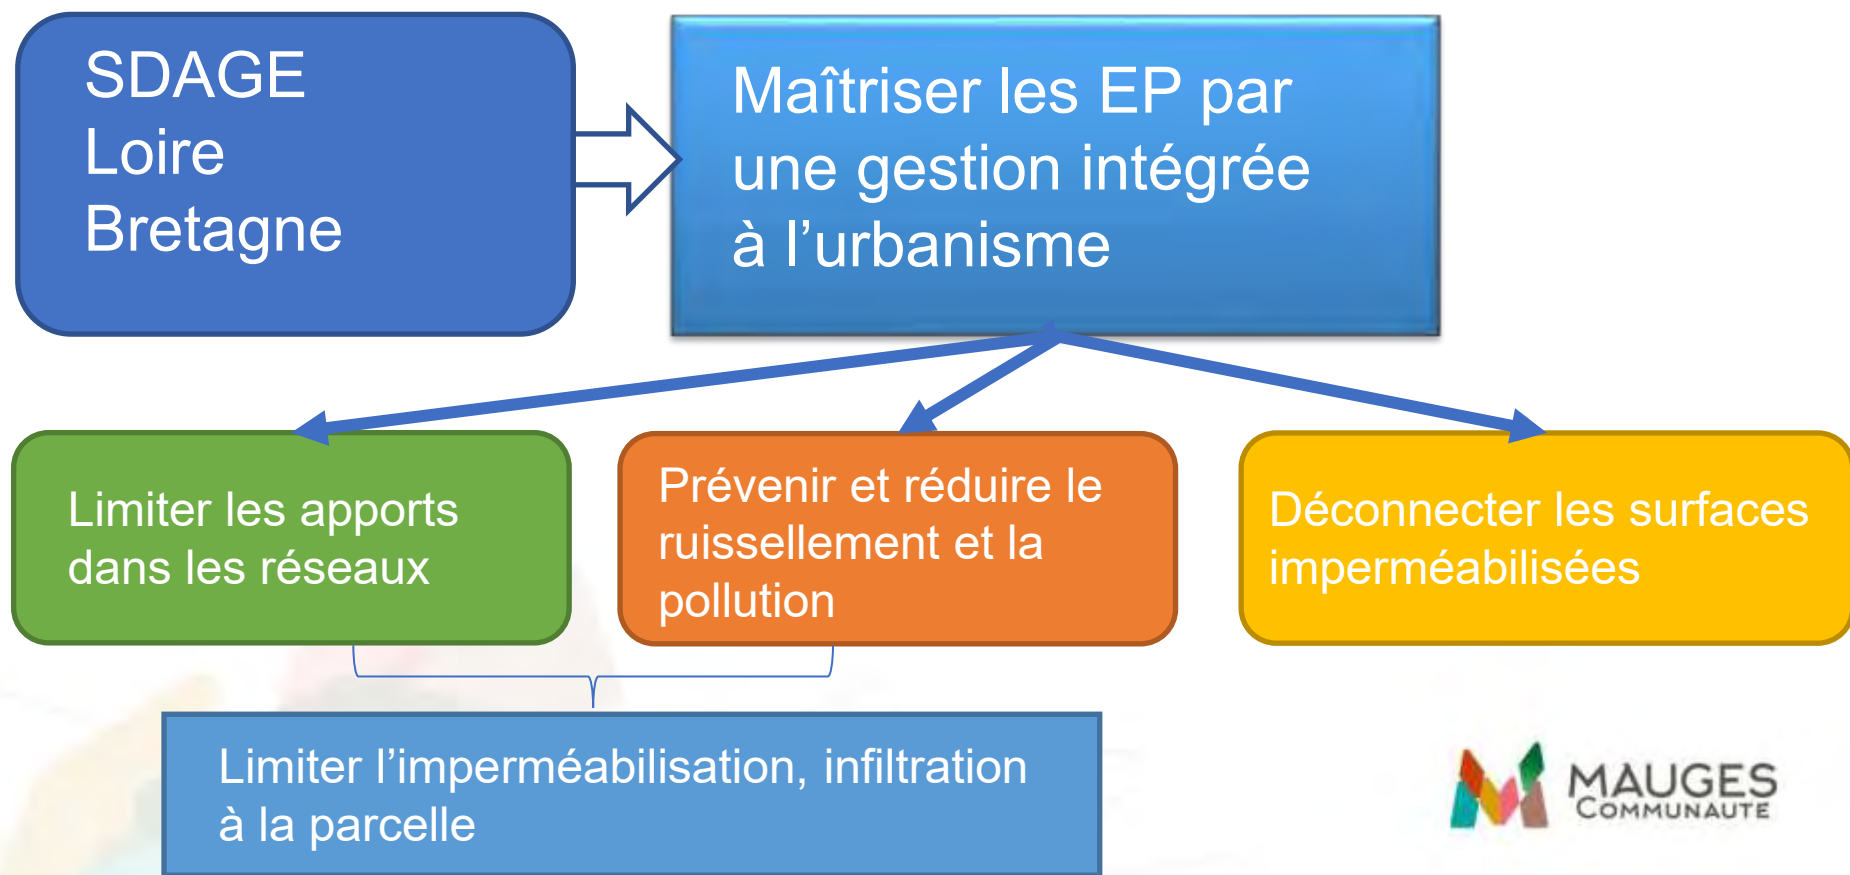 SDAGE
Loire
Bretagne
Maîtriser les EP par
une gestion intégrée
à l’urbanisme
Limiter les apports
dans les réseaux
Prévenir et réduire le
ruissellement et la
pollution
Déconnecter les surfaces
imperméabilisées
Limiter l’imperméabilisation, infiltration
à la parcelle
MAUGES
COMMUNAUTÉ